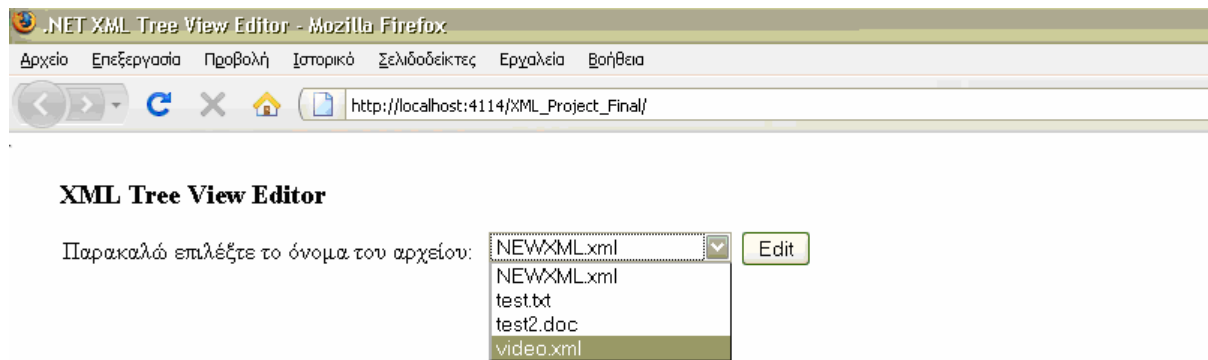 .NET XML Tree View Editor - Mozilla Firefox
Αρχείο Επεξεργασία Προβολή Ιστορικό Σελιδοδείκτες Εργαλεία Βοήθεια
http://localhost:4114/XML_Project_Final/
XML Tree View Editor
Παρακαλώ επιλέξτε το όνομα του αρχείου: NEWXML.xml Edit
NEWXML.xml
test.txt
test2.doc
video.xml